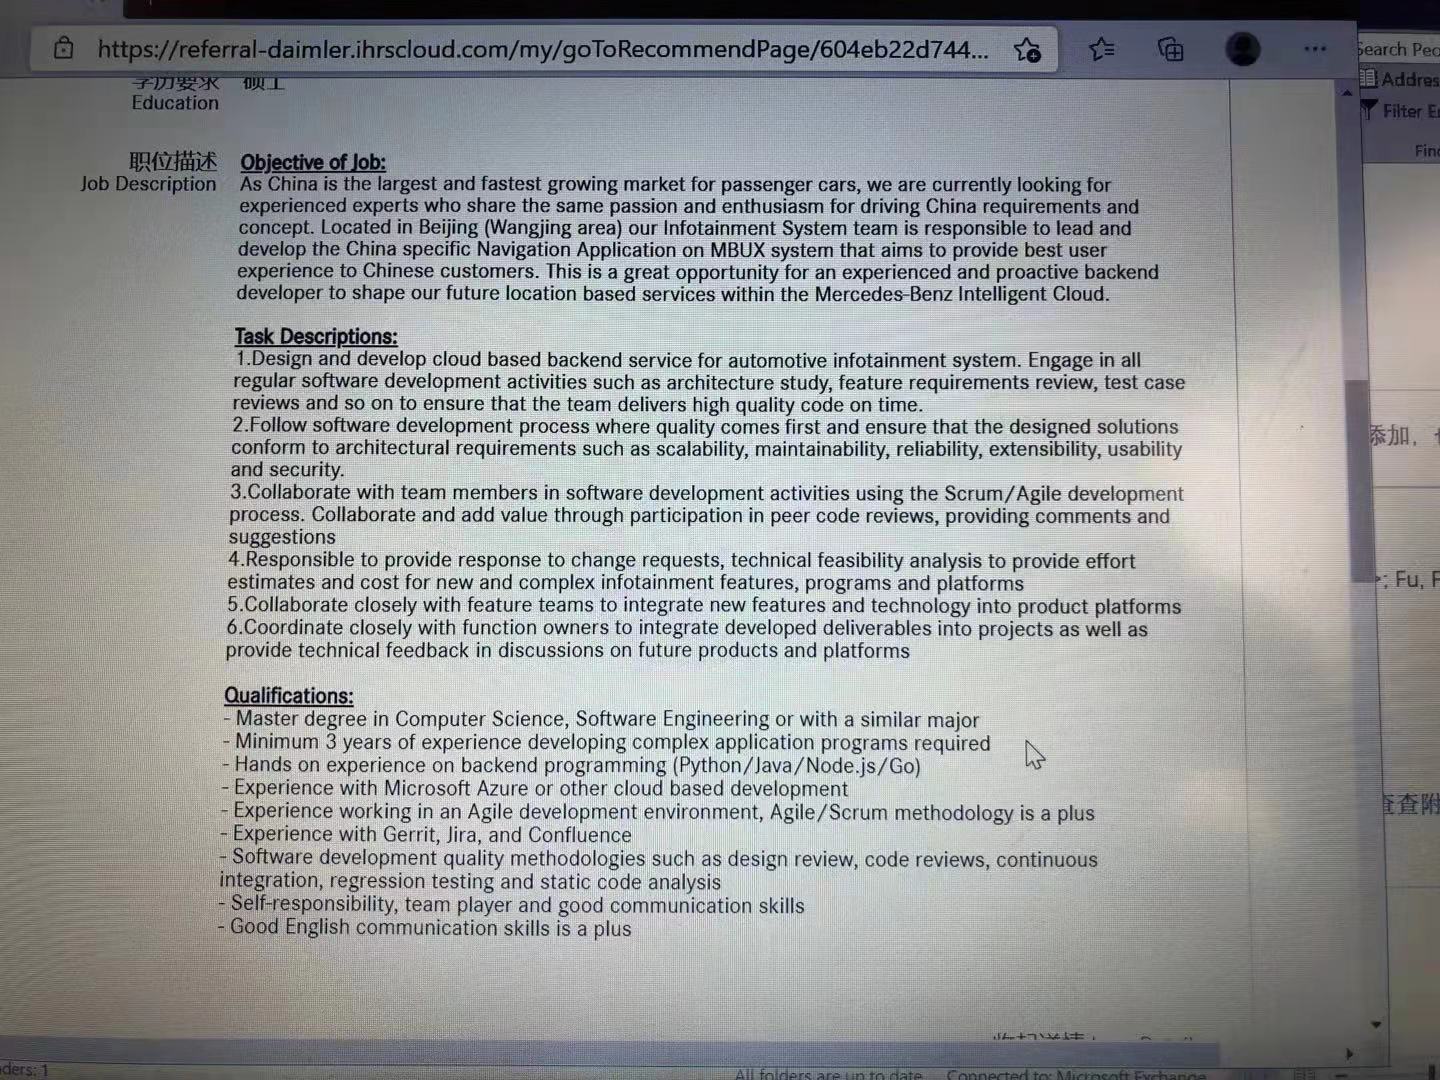 https://referral-daimler.ihrscloud.com/my/goToRecommendPage/604eb22d744...
Search Peo
Addres
Filter E
Find
学历要求 硕士
Education
职位描述
Job Description
Objective of Job:
As China is the largest and fastest growing market for passenger cars, we are currently looking for
experienced experts who share the same passion and enthusiasm for driving China requirements and
concept. Located in Beijing (Wangjing area) our Infotainment System team is responsible to lead and
develop the China specific Navigation Application on MBUX system that aims to provide best user
experience to Chinese customers. This is a great opportunity for an experienced and proactive backend
developer to shape our future location based services within the Mercedes-Benz Intelligent Cloud.
Task Descriptions:
1.Design and develop cloud based backend service for automotive infotainment system. Engage in all
regular software development activities such as architecture study, feature requirements review, test case
reviews and so on to ensure that the team delivers high quality code on time.
2.Follow software development process where quality comes first and ensure that the designed solutions
conform to architectural requirements such as scalability, maintainability, reliability, extensibility, usability
and security.
3.Collaborate with team members in software development activities using the Scrum/Agile development
process. Collaborate and add value through participation in peer code reviews, providing comments and
suggestions
4.Responsible to provide response to change requests, technical feasibility analysis to provide effort
estimates and cost for new and complex infotainment features, programs and platforms
5.Collaborate closely with feature teams to integrate new features and technology into product platforms
6.Coordinate closely with function owners to integrate developed deliverables into projects as well as
provide technical feedback in discussions on future products and platforms
Qualifications:
- Master degree in Computer Science, Software Engineering or with a similar major
- Minimum 3 years of experience developing complex application programs required
- Hands on experience on backend programming (Python/Java/Node.js/Go)
- Experience with Microsoft Azure or other cloud based development
- Experience working in an Agile development environment, Agile/Scrum methodology is a plus
- Experience with Gerrit, Jira, and Confluence
- Software development quality methodologies such as design review, code reviews, continuous
integration, regression testing and static code analysis
- Self-responsibility, team player and good communication skills
- Good English communication skills is a plus
添加,
; Fu, F
查查附
ders: 1
All folders are up to date.
Connected to: Microsoft Exchange